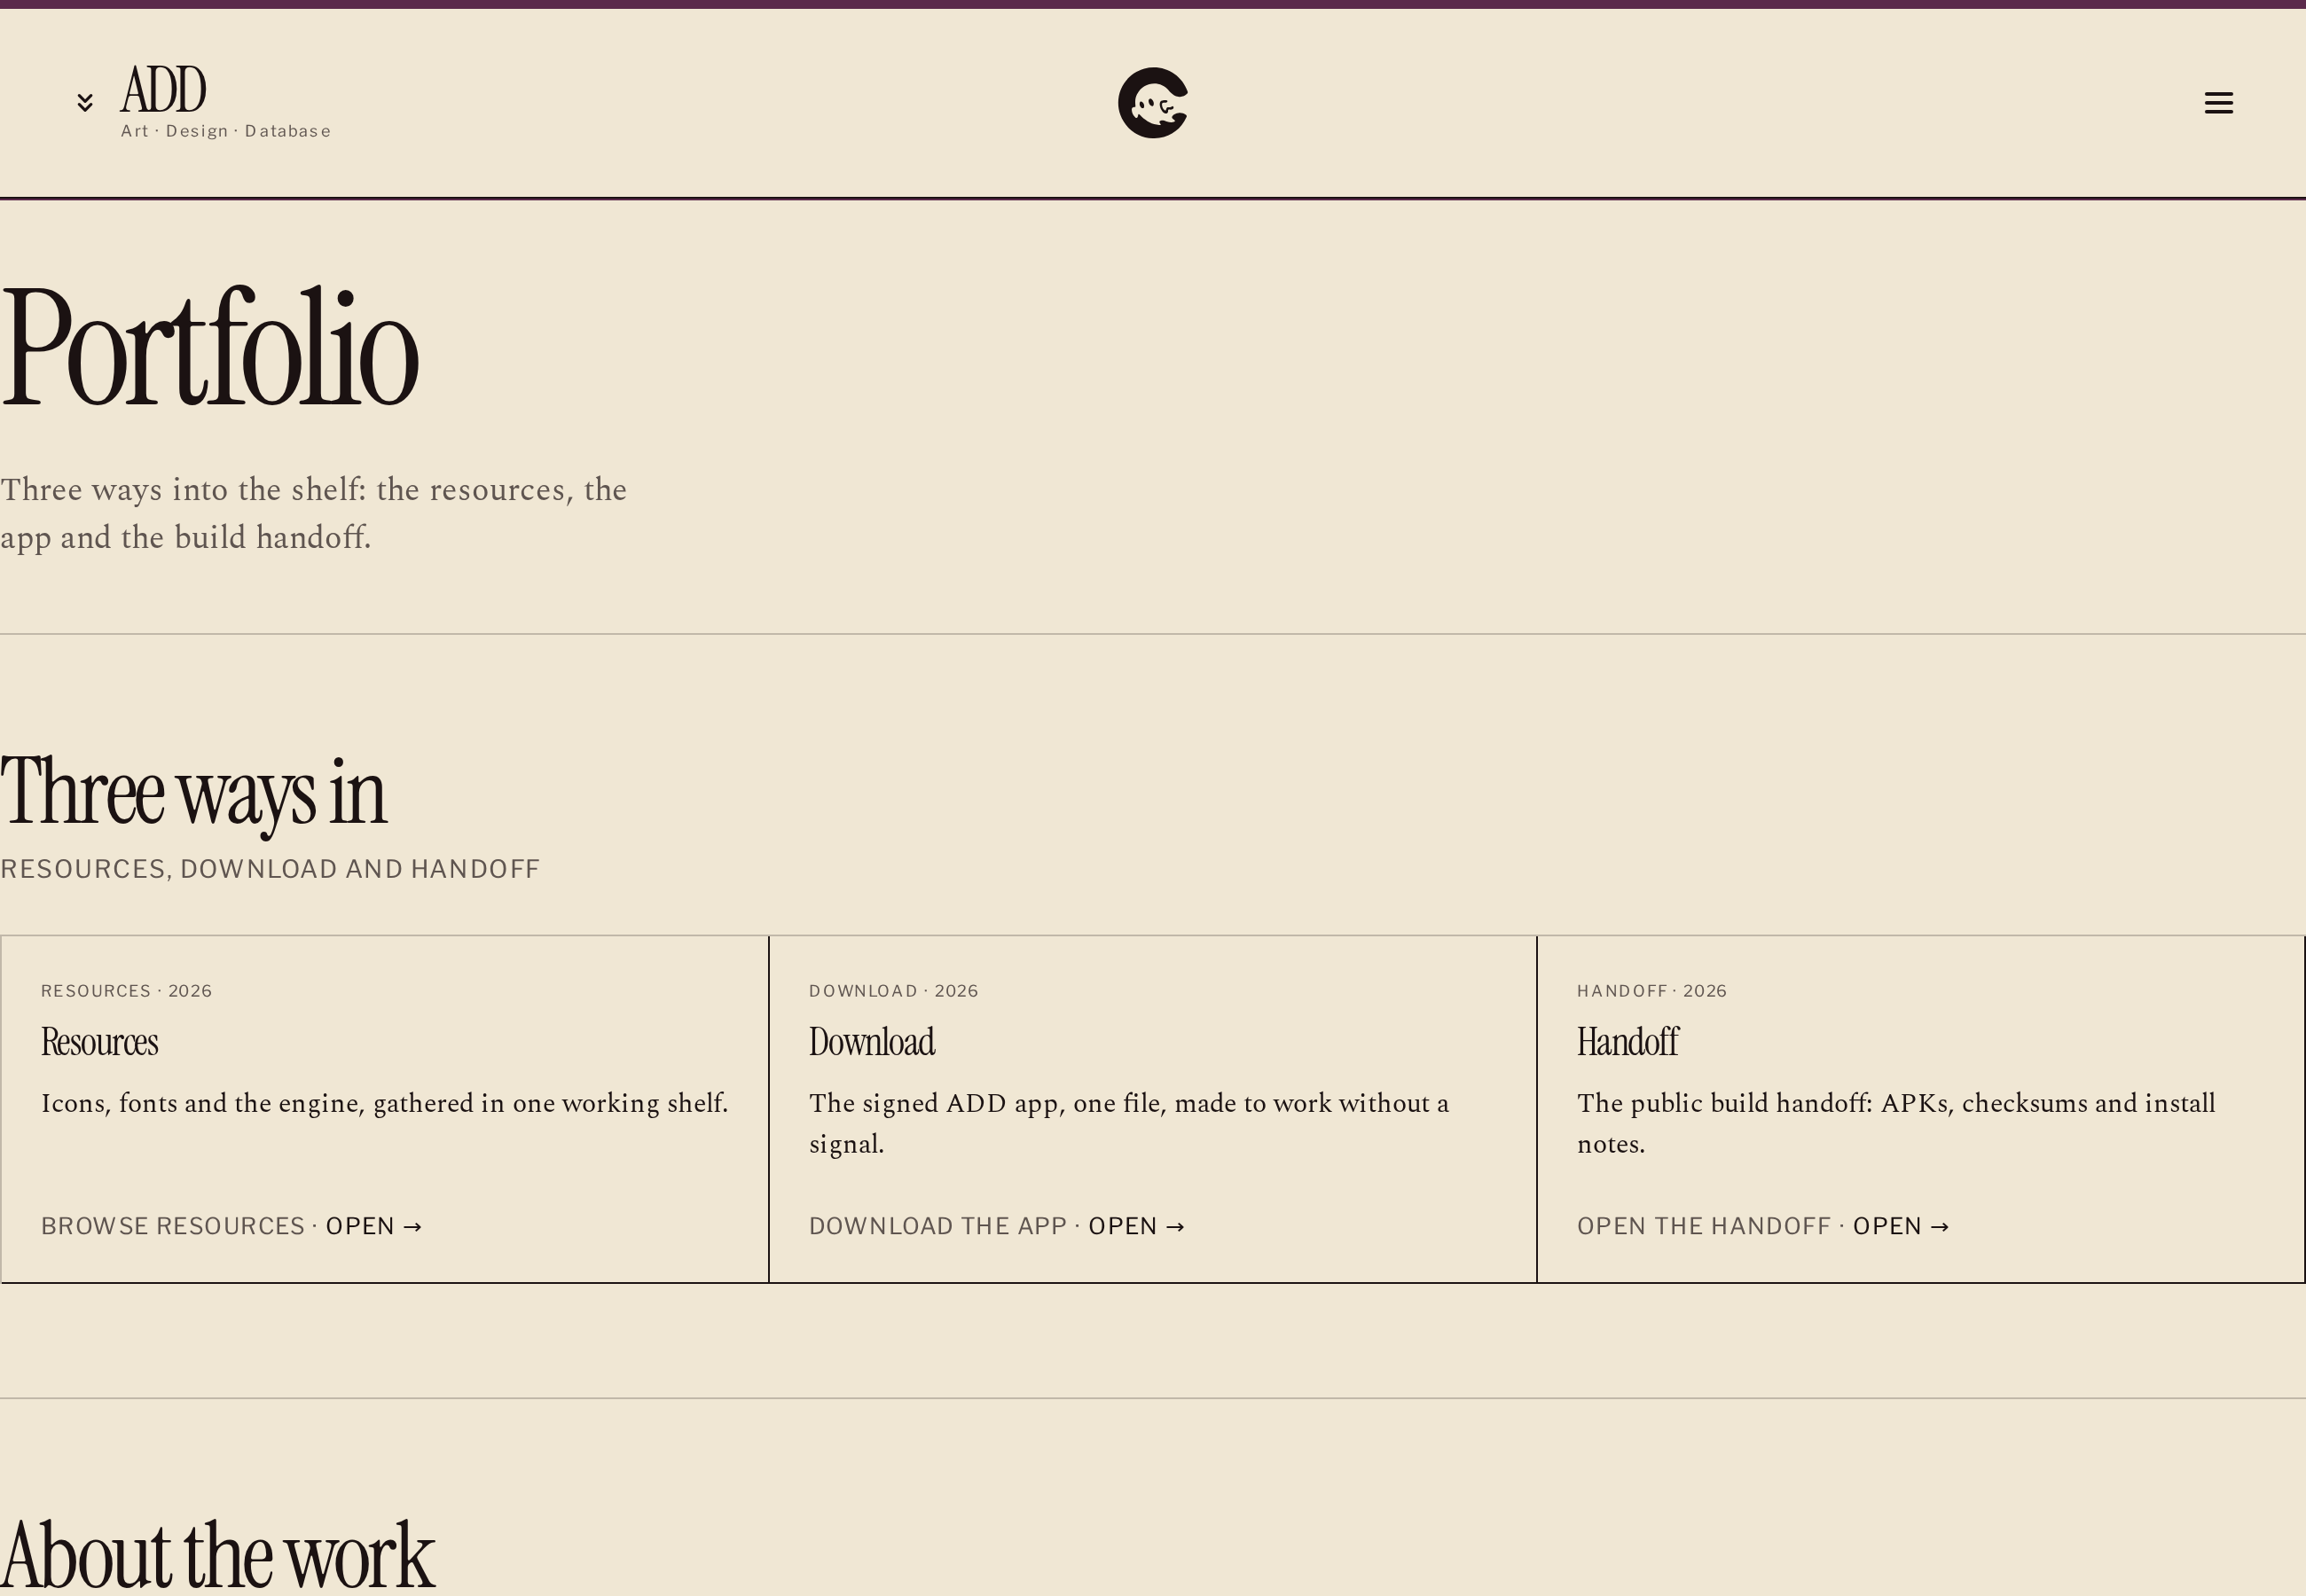 ADD
Art · Design · Database
Portfolio
Three ways into the shelf: the resources, the
app and the build handoff.
Three ways in
RESOURCES, DOWNLOAD AND HANDOFF
RESOURCES · 2026
Resources
Icons, fonts and the engine, gathered in one working shelf.
BROWSE RESOURCES · OPEN →
DOWNLOAD · 2026
Download
The signed ADD app, one file, made to work without a
signal.
DOWNLOAD THE APP · OPEN →
HANDOFF · 2026
Handoff
The public build handoff: APKs, checksums and install
notes.
OPEN THE HANDOFF · OPEN →
About the work